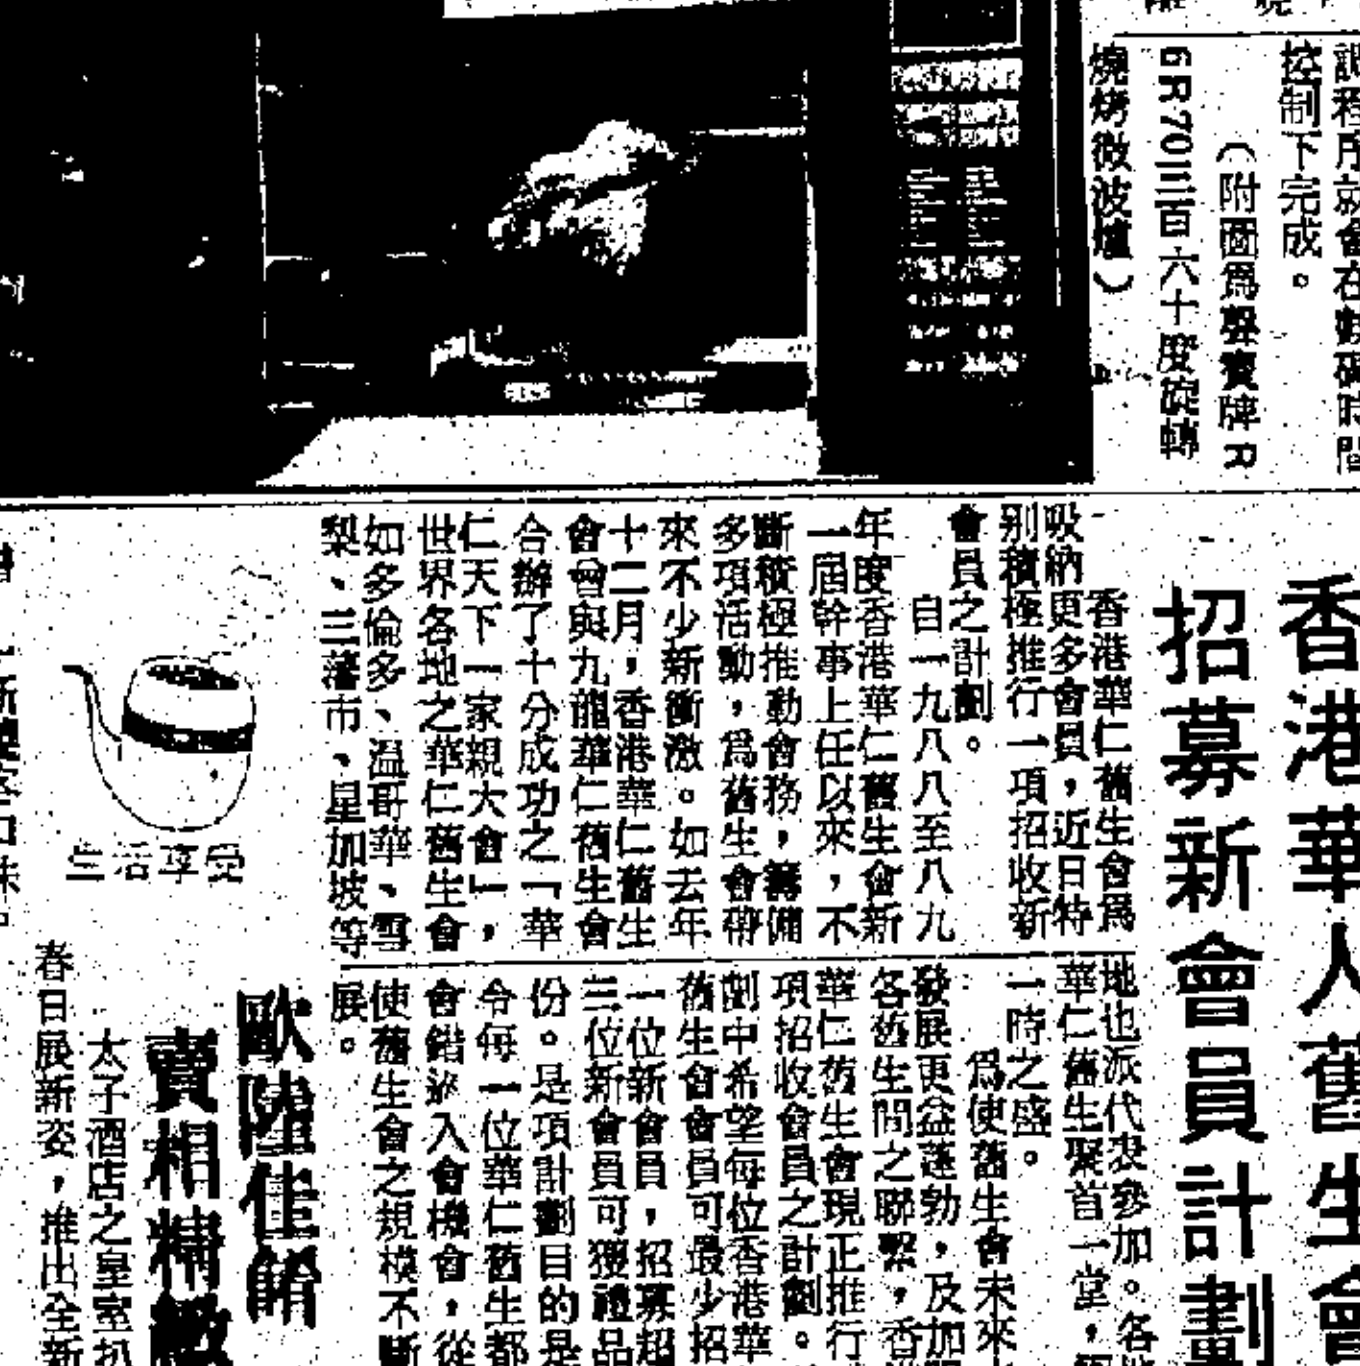 控制下完成。
（附圖爲聲寶牌R
6R70三百六十度旋轉
燒烤微波爐）
香港華人舊生會
招募新會員計劃
香港華仁舊生會爲
吸納更多會員，近日特
別積極推行一項招收新
會員之計劃。
自一九八八至八九
年度香港華仁舊生會新
一屆幹事上任以來，不
斷積極推動會務，籌備
多項活動，爲舊生會帶
來不少新衝激。如去年
十二月，香港華仁舊生
會曾與九龍華仁舊生會
合辦了十分成功之「華
仁天下一家親大會」，
世界各地之華仁舊生會
如多倫多、温哥華、雪
梨、三藩市、星加坡等
地也派代表參加。各
華仁舊生聚首一堂，
一時之盛。
爲使舊生會未來
發展更益蓬勃，及加
各舊生間之聯繫，香
華仁舊生會現正推行
項招收會員之計劃。
劃中希望每位香港華
舊生會會員可最少招
一位新會員，招募超
三位新會員可獲禮品
份。是項計劃目的是
令每一位華仁舊生都
會錯入會機會，從
使舊生會之規模不斷
展。
生活享受
歐陸佳餚
賣相精緻
太子酒店之皇室扒
春日展新姿，推出全新